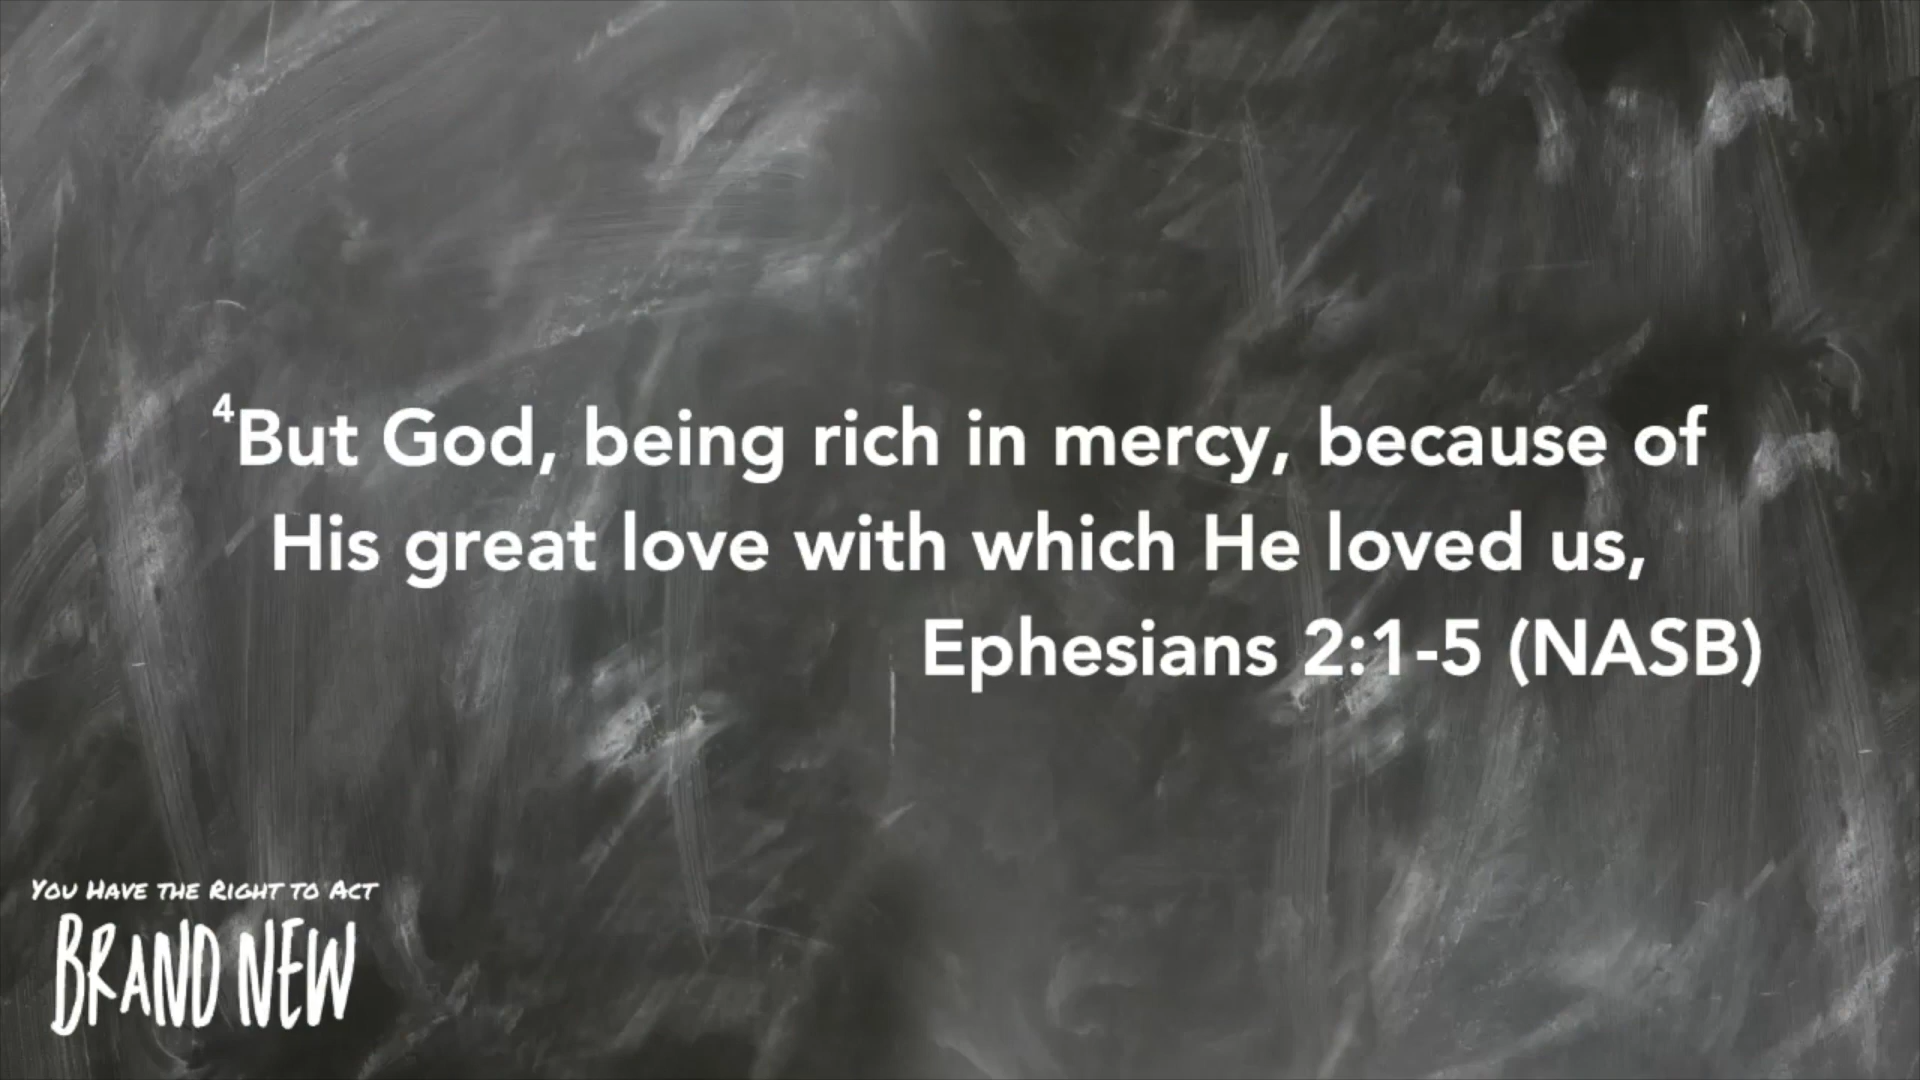 ⁴But God, being rich in mercy, because of
His great love with which He loved us,
Ephesians 2:1-5 (NASB)
You Have the Right to Act
BRAND NEW